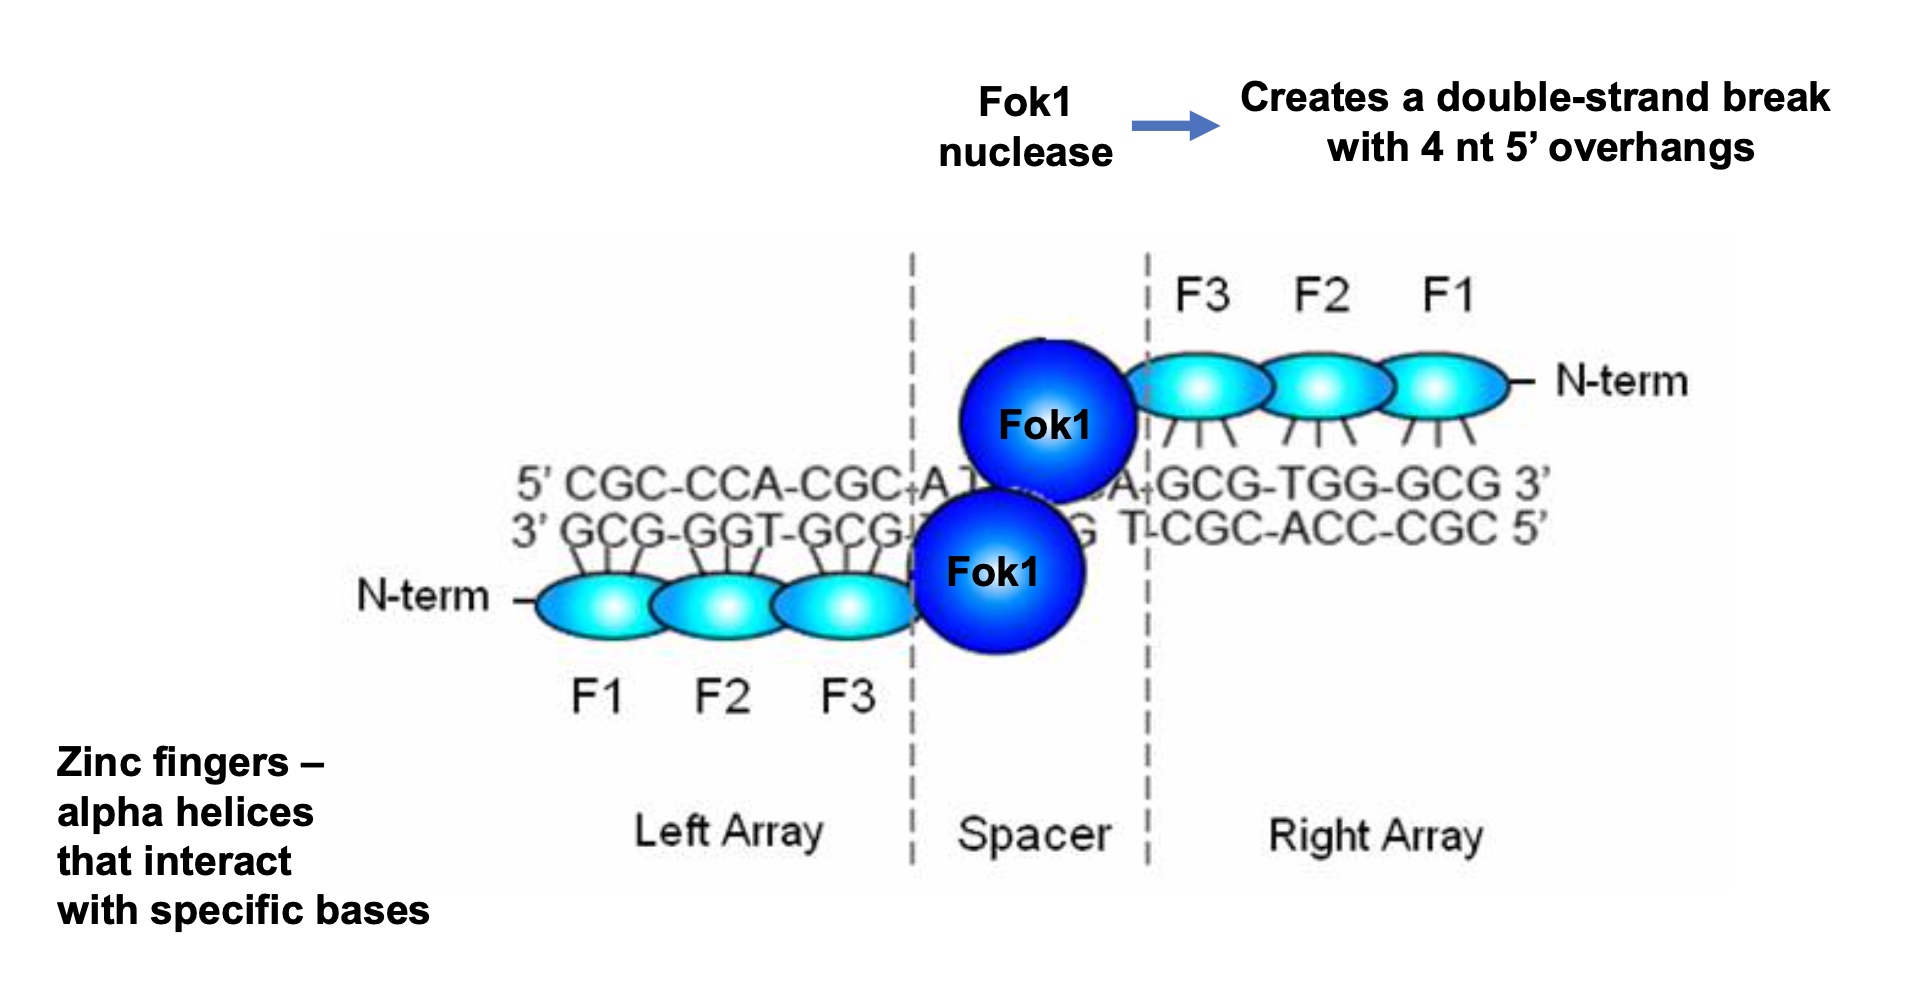 Fok1
nuclease
Creates a double-strand break
with 4 nt 5’ overhangs
F3 F2 F1
Fok1
N-term
5’ CGC-CCA-CGC-A T A-GCG-TGG-GCG 3’
3’ GCG-GGT-GCG- G T-CGC-ACC-CGC 5’
Fok1
N-term
F1 F2 F3
Zinc fingers –
alpha helices
that interact
with specific bases
Left Array
Spacer
Right Array